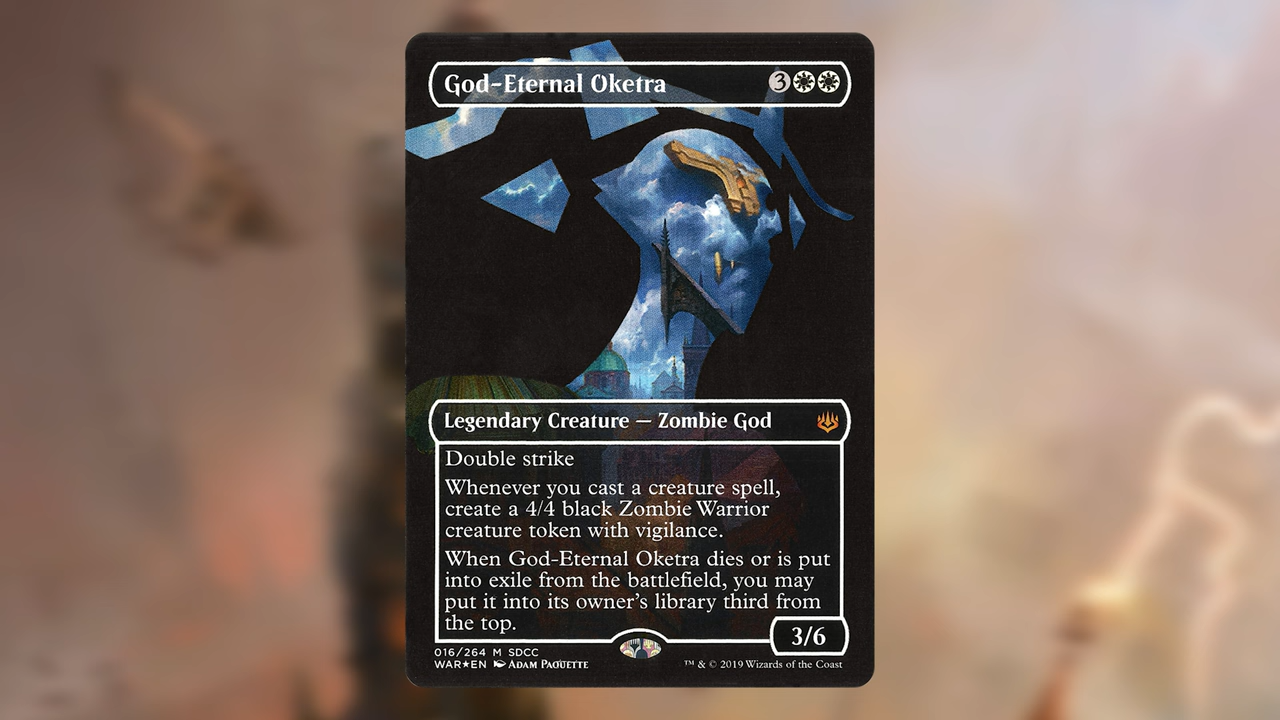 God-Eternal Oketra 3
Legendary Creature — Zombie God
Double strike
Whenever you cast a creature spell,
create a 4/4 black Zombie Warrior
creature token with vigilance.
When God-Eternal Oketra dies or is put
into exile from the battlefield, you may
put it into its owner's library third from
the top.
3/6
016/264 M SDCC
WAR★EN Adam Paquette
™ & © 2019 Wizards of the Coast